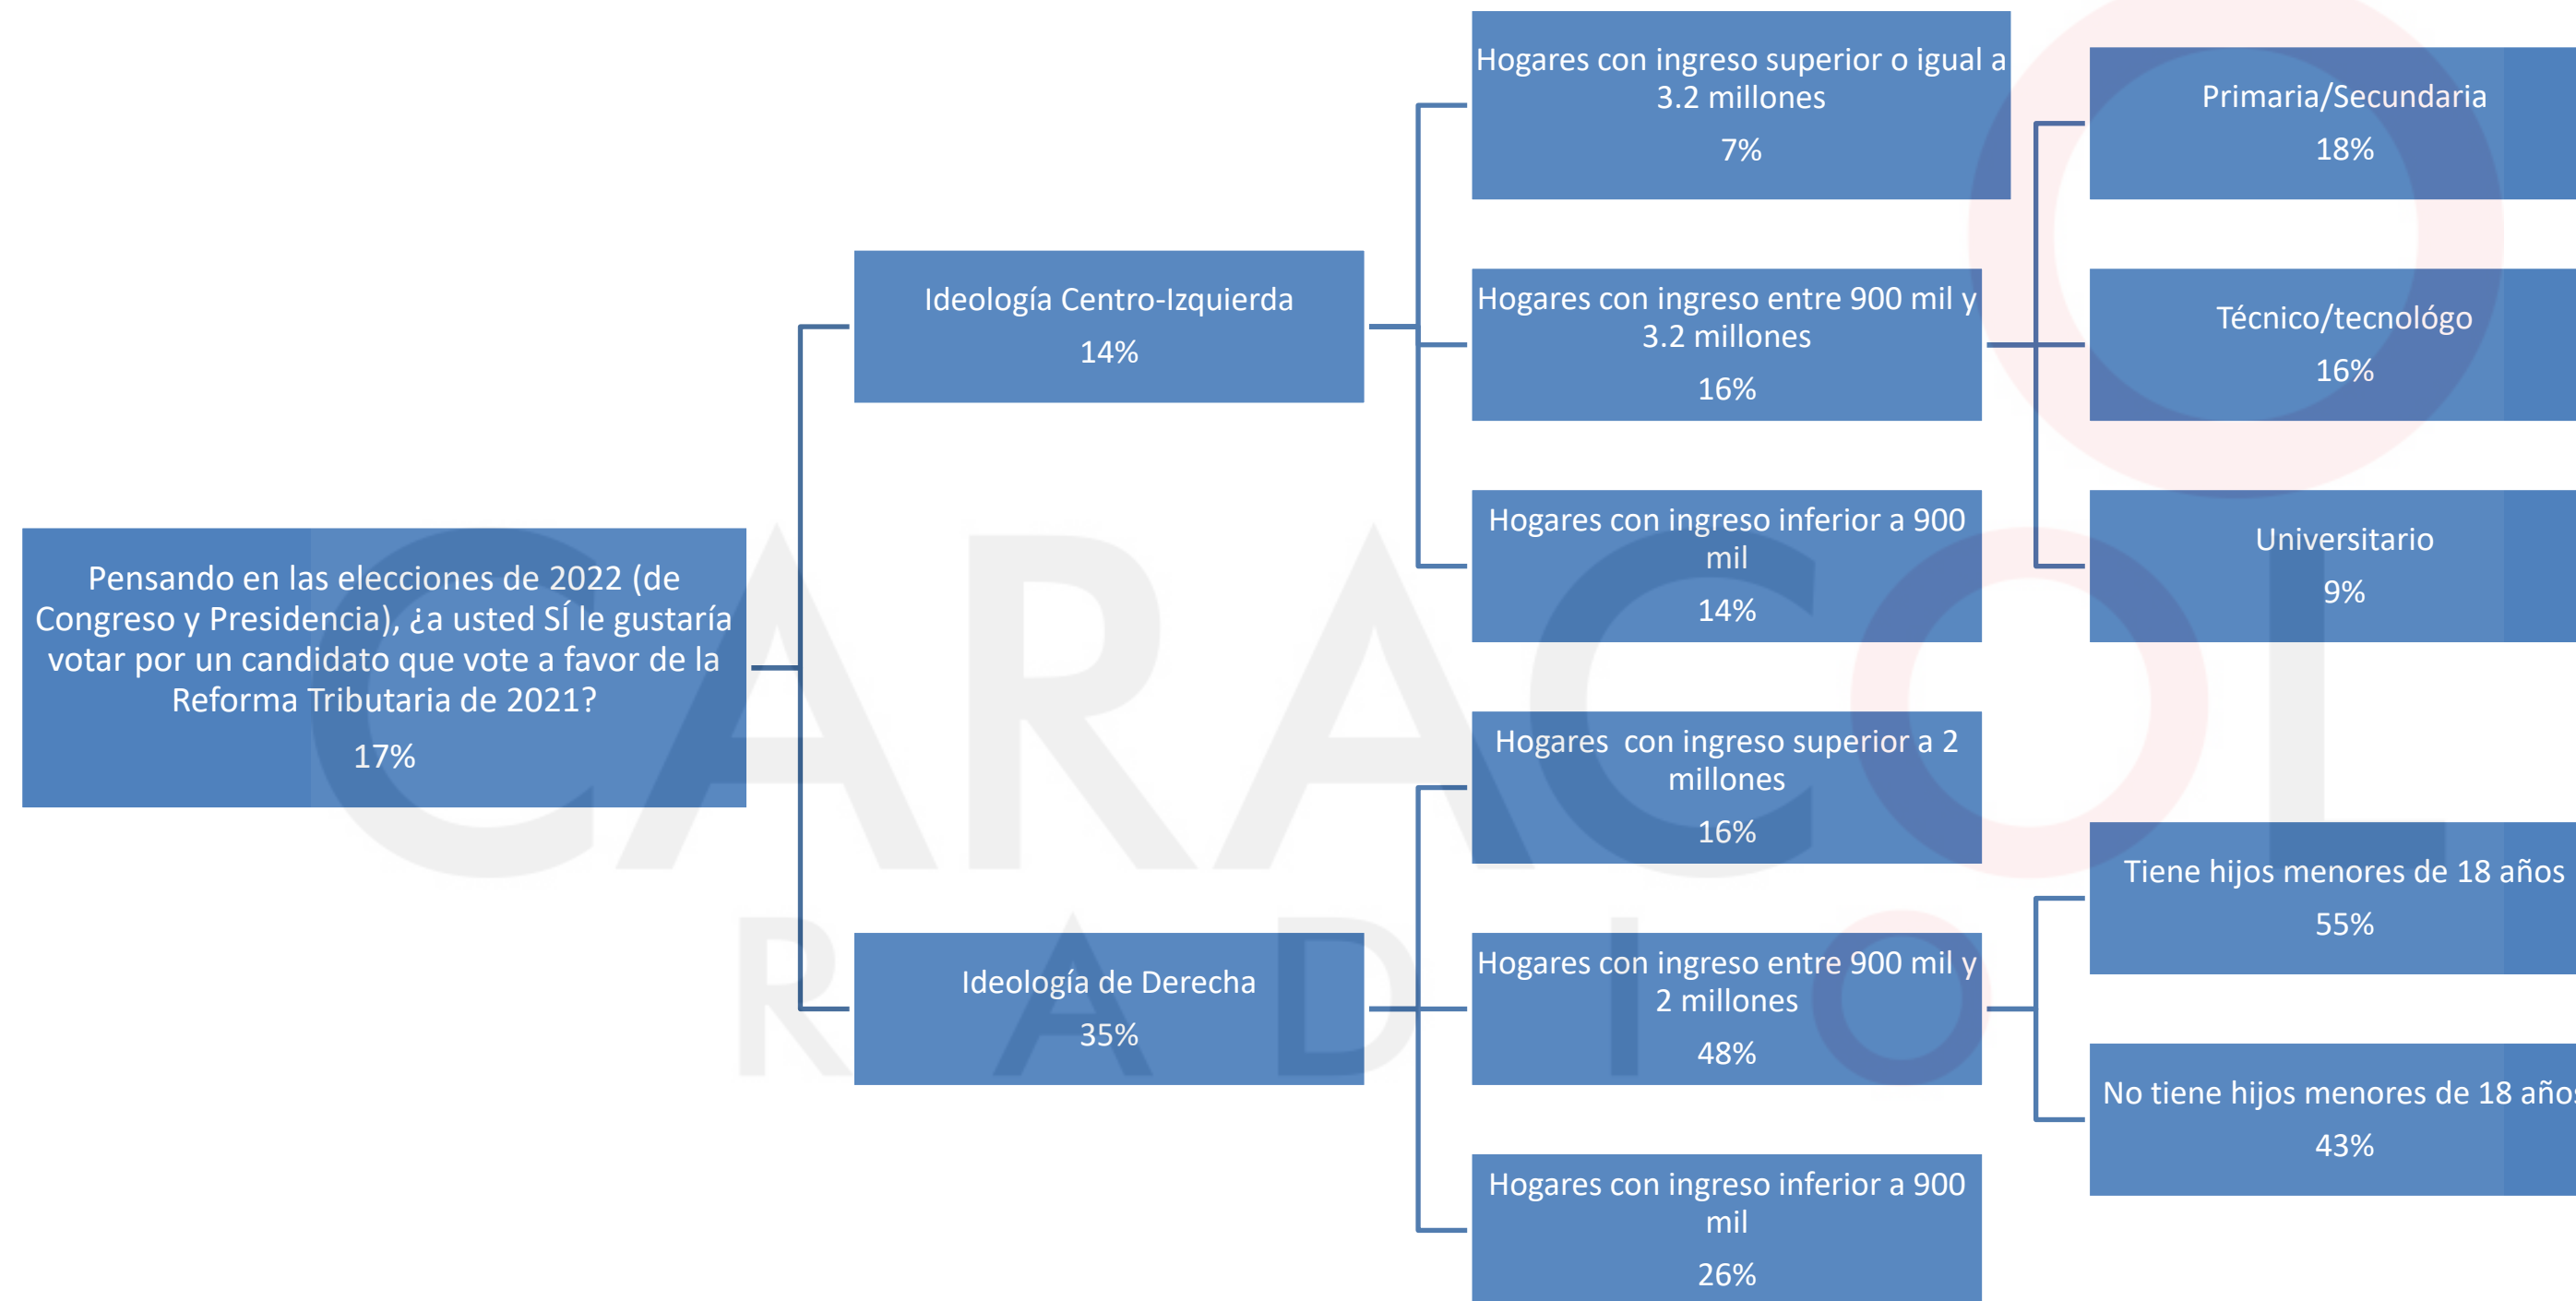 Pensando en las elecciones de 2022 (de
Congreso y Presidencia), ¿a usted SÍ le gustaría
votar por un candidato que vote a favor de la
Reforma Tributaria de 2021?
17%
Ideología Centro-Izquierda
14%
Hogares con ingreso superior o igual a
3.2 millones
7%
Hogares con ingreso entre 900 mil y
3.2 millones
16%
Primaria/Secundaria
18%
Técnico/tecnológo
16%
Universitario
9%
Hogares con ingreso inferior a 900
mil
14%
Ideología de Derecha
35%
Hogares  con ingreso superior a 2
millones
16%
Hogares con ingreso entre 900 mil y
2 millones
48%
Tiene hijos menores de 18 años
55%
No tiene hijos menores de 18 años
43%
Hogares con ingreso inferior a 900
mil
26%
CARACOL
RADIO